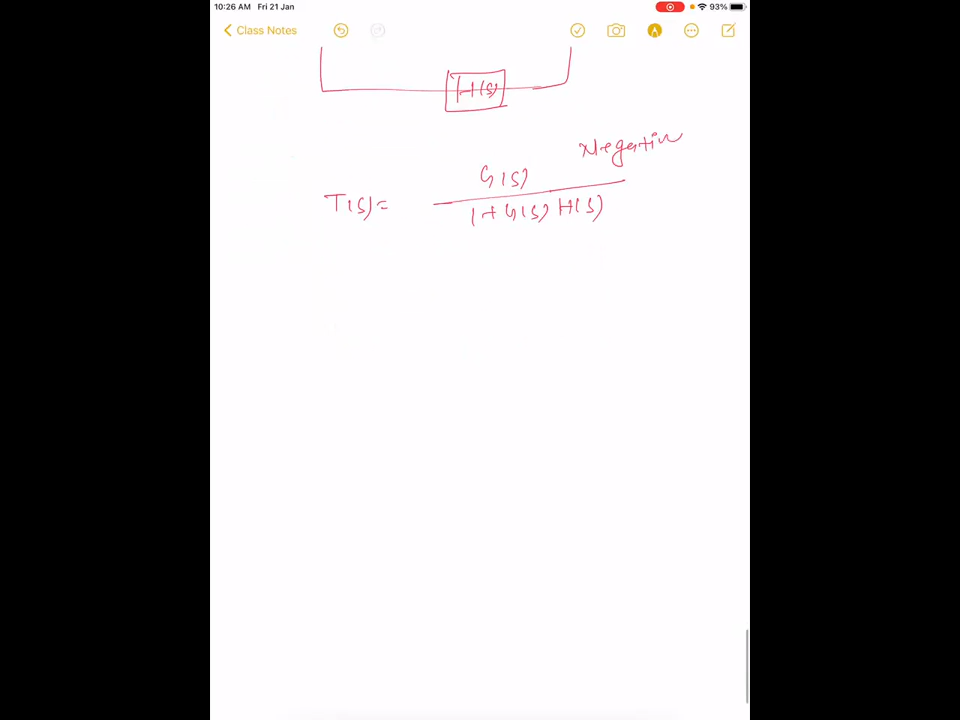 10:26 AM Fri 21 Jan
93%
Class Notes
H(s)
Negative
G(s)
T(s)=
1+G(s) H(s)